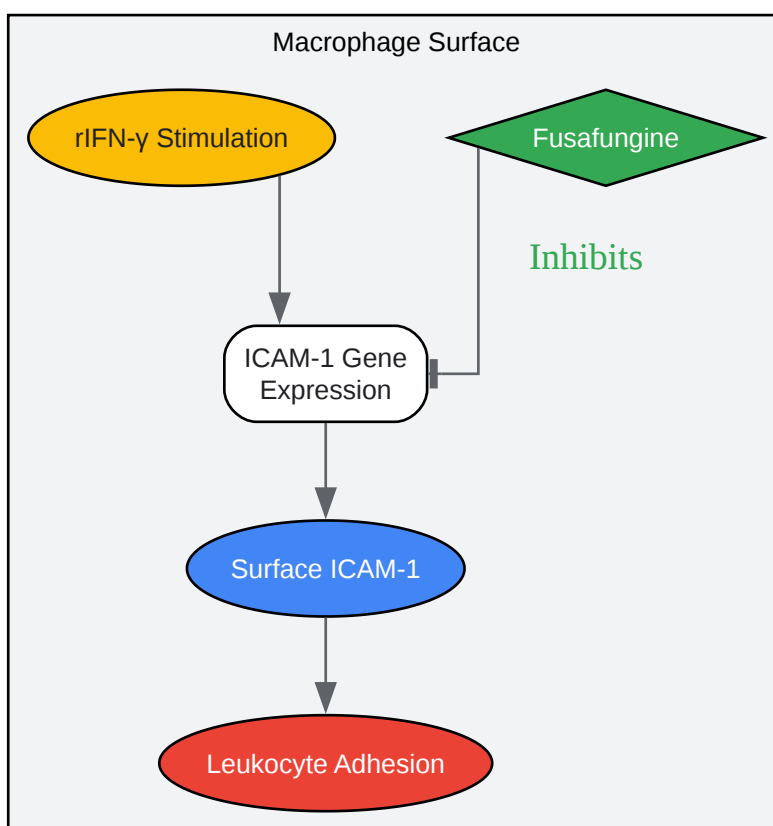 Macrophage Surface
rIFN-γ Stimulation
Fusafungine
Inhibits
ICAM-1 Gene
Expression
Surface ICAM-1
Leukocyte Adhesion